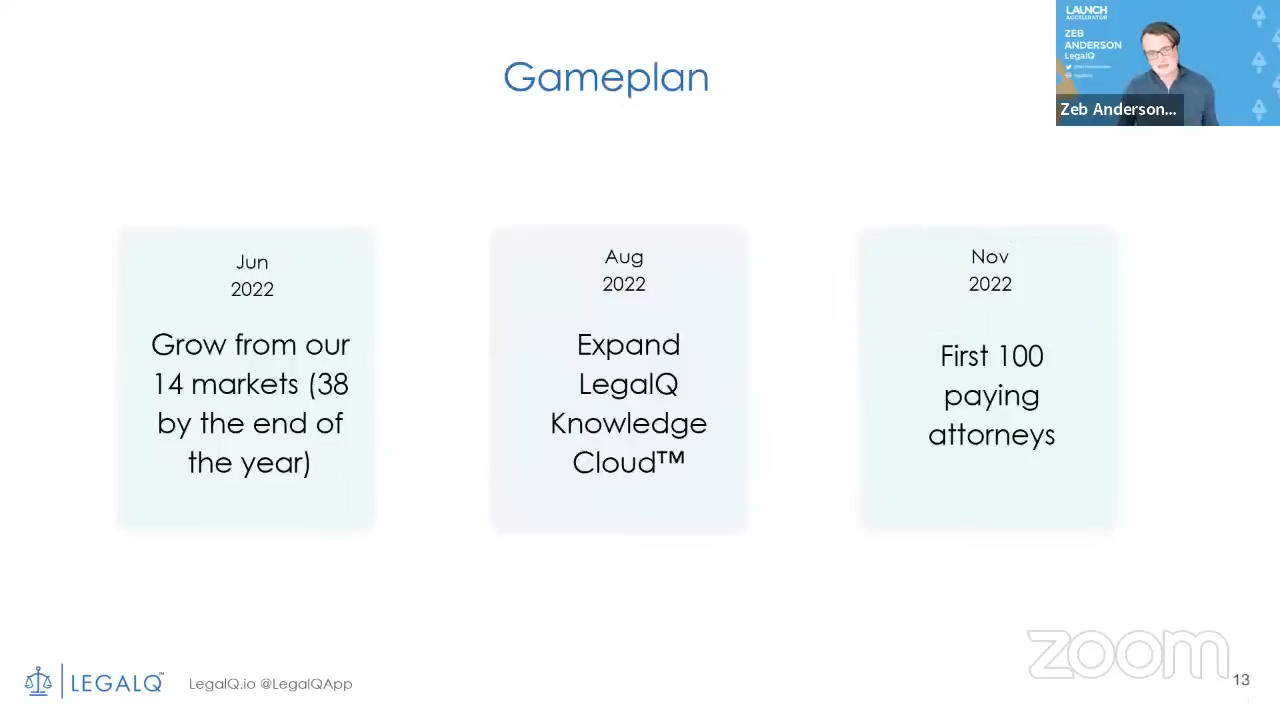 Gameplan
LAUNCH
ACCELERATOR
ZEB
ANDERSON
LegalQ
Zeb Anderson...
Jun
2022
Grow from our
14 markets (38
by the end of
the year)
Aug
2022
Expand
LegalQ
Knowledge
Cloud™
Nov
2022
First 100
paying
attorneys
zoom
LEGALQ™
LegalQ.io @LegalQApp
13